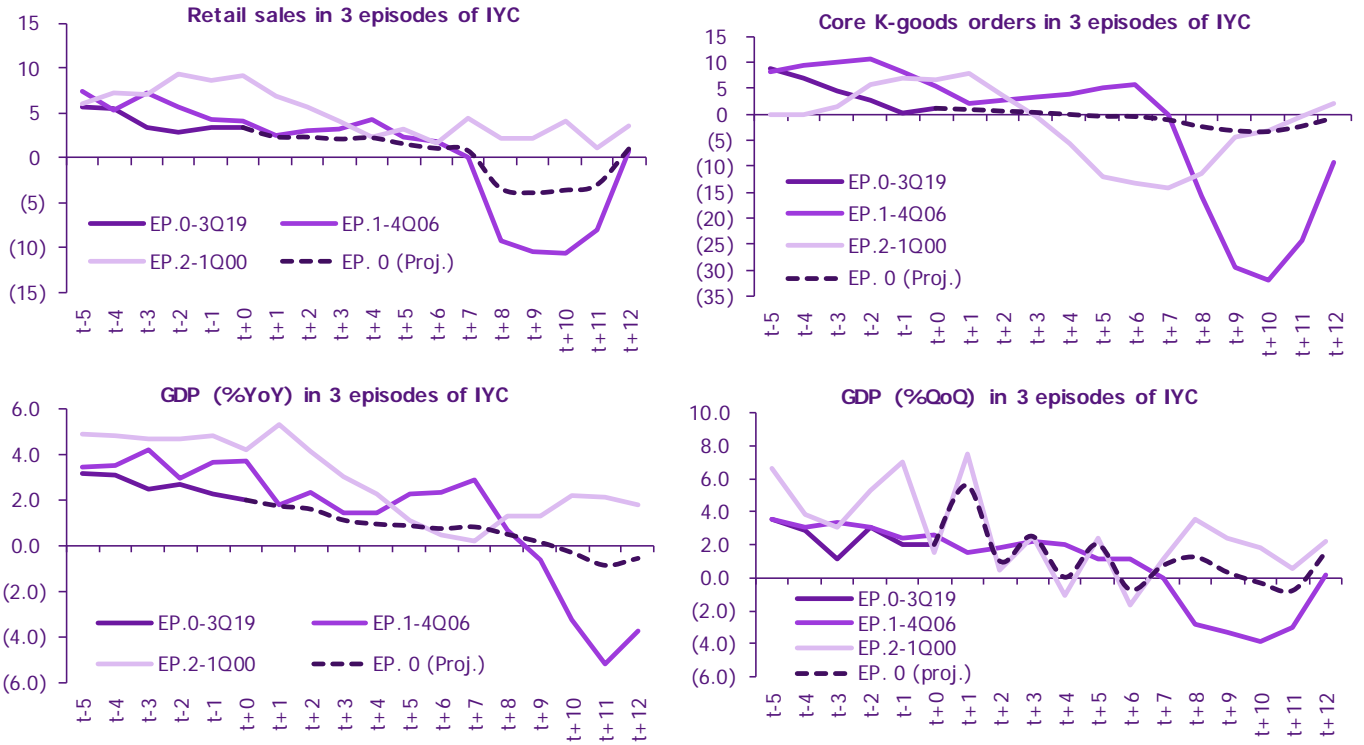 Retail sales in 3 episodes of IYC
15
10
5
0
(5)
(10)
(15)
EP.0-3Q19
EP.1-4Q06
EP.2-1Q00
EP. 0 (Proj.)
t-5
t-4
t-3
t-2
t-1
t+0
t+1
t+2
t+3
t+4
t+5
t+6
t+7
t+8
t+9
t+10
t+11
t+12
Core K-goods orders in 3 episodes of IYC
15
10
5
0
(5)
(10)
(15)
(20)
(25)
(30)
(35)
EP.0-3Q19
EP.1-4Q06
EP.2-1Q00
EP. 0 (Proj.)
t-5
t-4
t-3
t-2
t-1
t+0
t+1
t+2
t+3
t+4
t+5
t+6
t+7
t+8
t+9
t+10
t+11
t+12
GDP (%YoY) in 3 episodes of IYC
6.0
4.0
2.0
0.0
(2.0)
(4.0)
(6.0)
EP.0-3Q19
EP.1-4Q06
EP.2-1Q00
EP. 0 (Proj.)
t-5
t-4
t-3
t-2
t-1
t+0
t+1
t+2
t+3
t+4
t+5
t+6
t+7
t+8
t+9
t+10
t+11
t+12
GDP (%QoQ) in 3 episodes of IYC
10.0
8.0
6.0
4.0
2.0
0.0
(2.0)
(4.0)
(6.0)
EP.0-3Q19
EP.1-4Q06
EP.2-1Q00
EP. 0 (proj.)
t-5
t-4
t-3
t-2
t-1
t+0
t+1
t+2
t+3
t+4
t+5
t+6
t+7
t+8
t+9
t+10
t+11
t+12